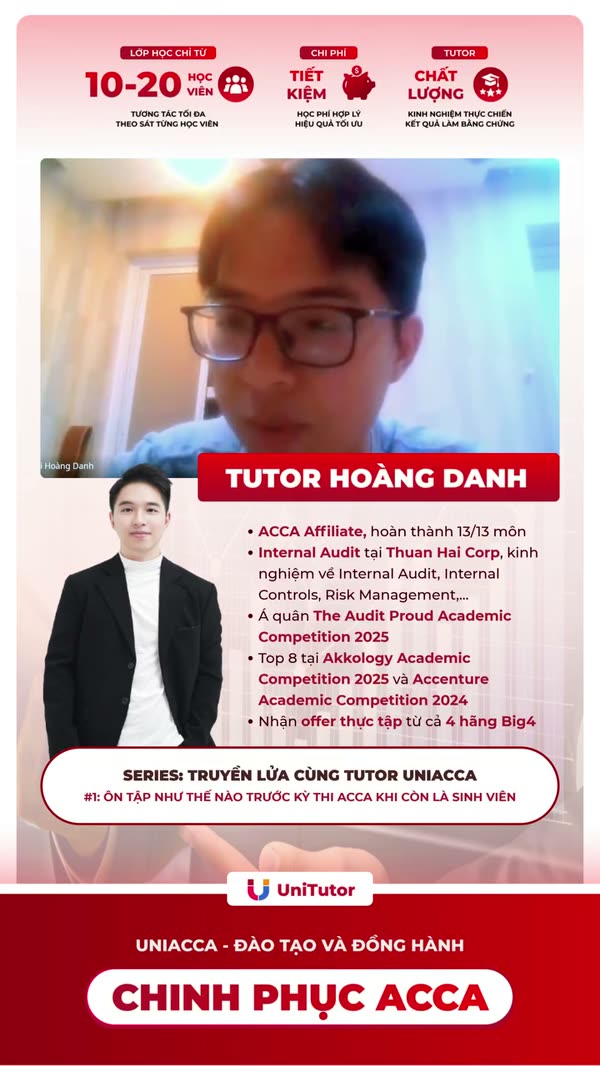 LỚP HỌC CHỈ TỪ
10-20 HỌC VIÊN
TƯƠNG TÁC TỐI ĐA
THEO SÁT TỪNG HỌC VIÊN
CHI PHÍ
TIẾT KIỆM
HỌC PHÍ HỢP LÝ
HIỆU QUẢ TỐI ƯU
TUTOR
CHẤT LƯỢNG
KINH NGHIỆM THỰC CHIẾN
KẾT QUẢ LÀM BẰNG CHỨNG
i Hoàng Danh
TUTOR HOÀNG DANH
• ACCA Affiliate, hoàn thành 13/13 môn
• Internal Audit tại Thuan Hai Corp, kinh
nghiệm về Internal Audit, Internal
Controls, Risk Management,...
• Á quân The Audit Proud Academic
Competition 2025
• Top 8 tại Akkology Academic
Competition 2025 và Accenture
Academic Competition 2024
• Nhận offer thực tập từ cả 4 hãng Big4
SERIES: TRUYỀN LỬA CÙNG TUTOR UNIACCA
#1: ÔN TẬP NHƯ THẾ NÀO TRƯỚC KỲ THI ACCA KHI CÒN LÀ SINH VIÊN
UniTutor
UNIACCA - ĐÀO TẠO VÀ ĐỒNG HÀNH
CHINH PHỤC ACCA